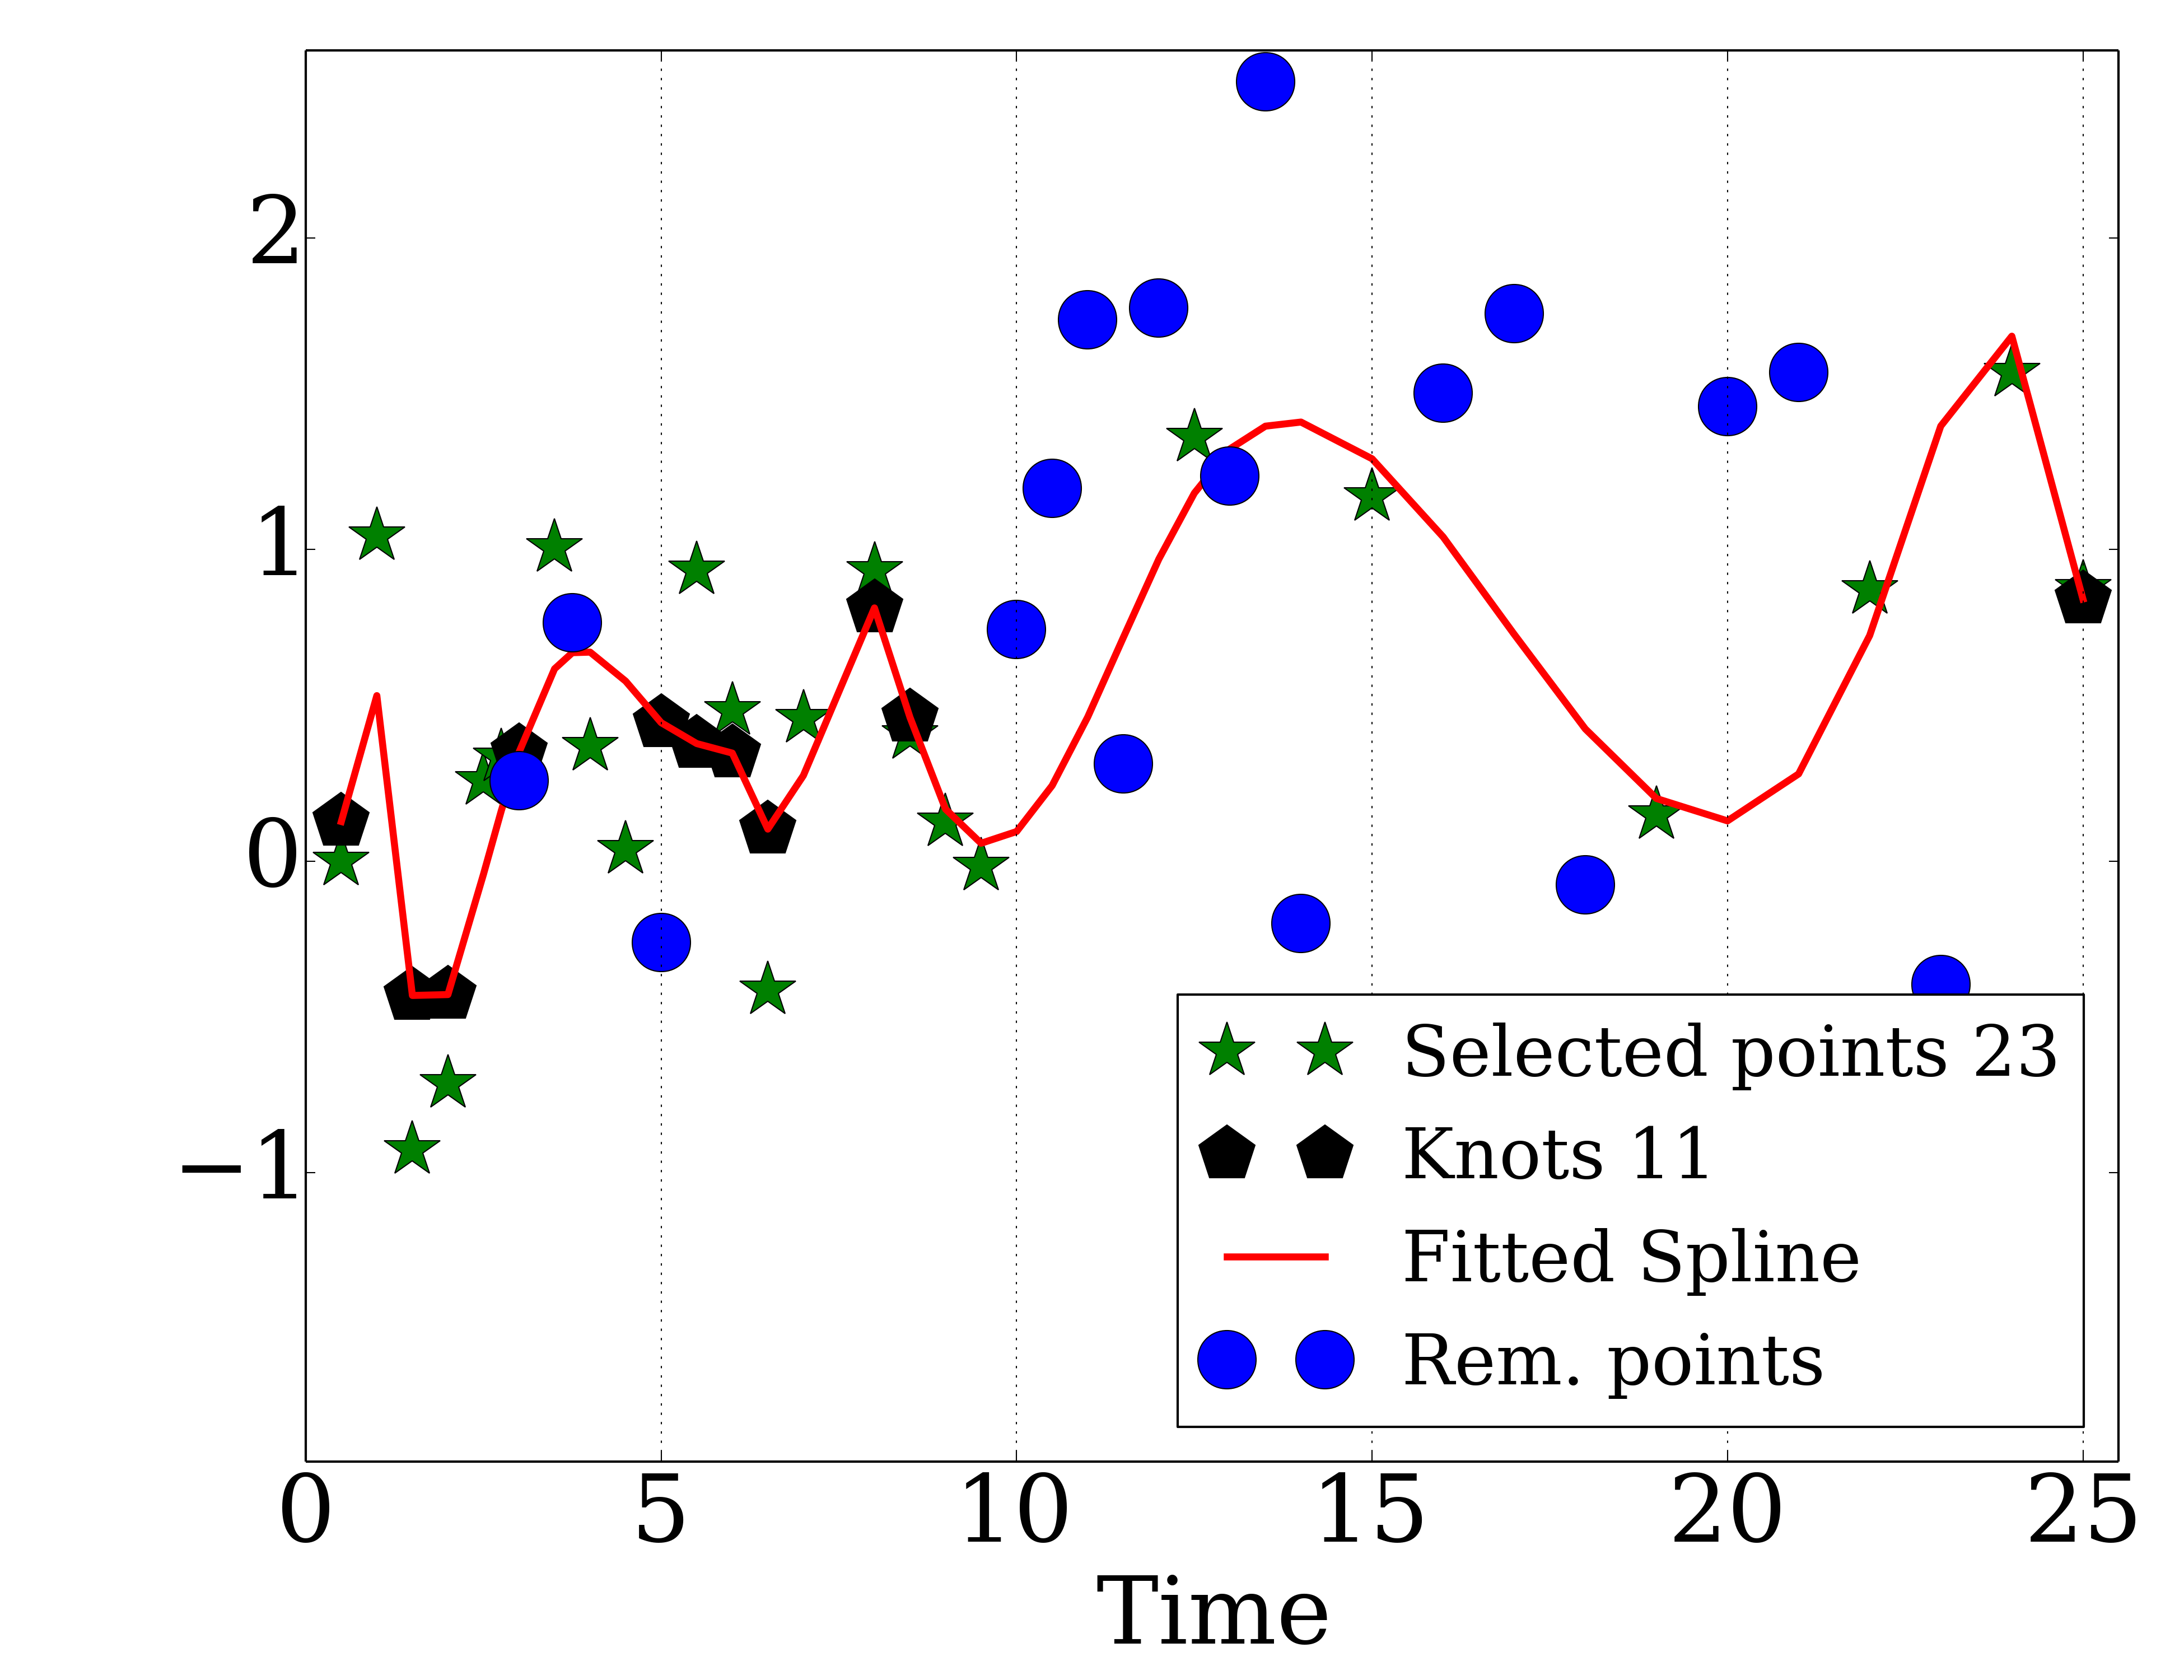 2
1
0
−1
0 5 10 15 20 25
Time
Selected points 23
Knots 11
Fitted Spline
Rem. points